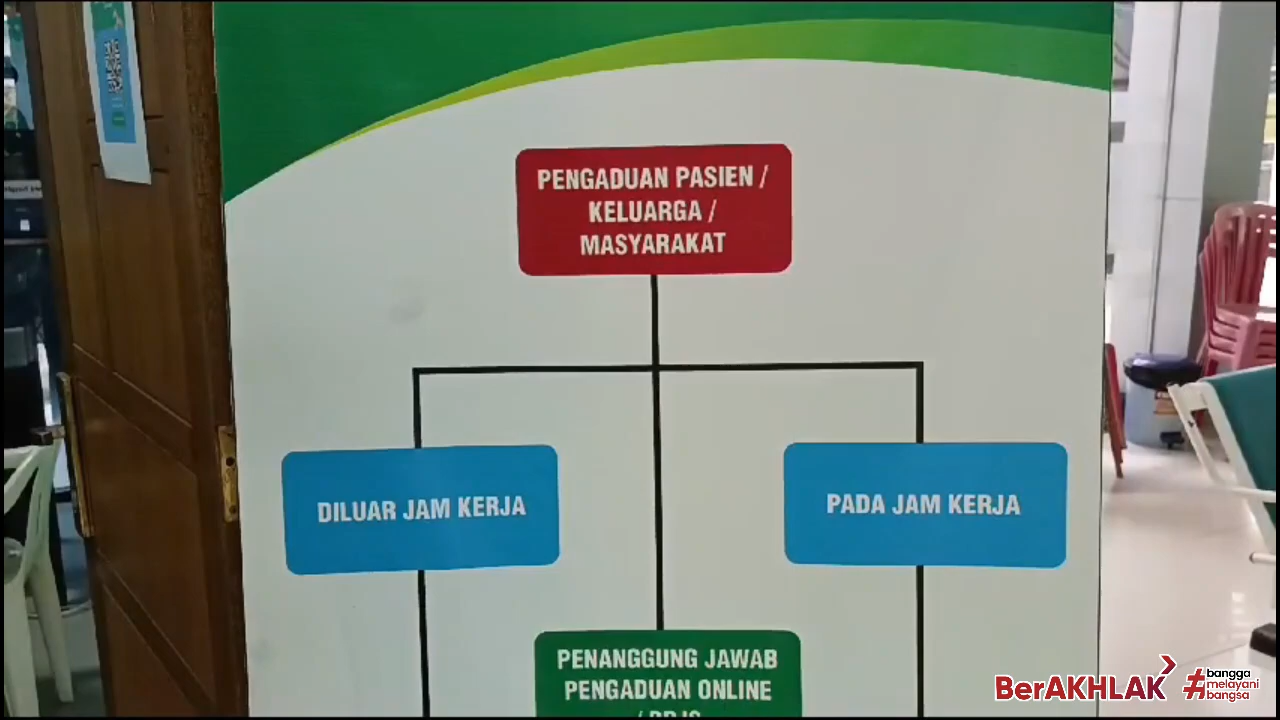 PENGADUAN PASIEN /
KELUARGA /
MASYARAKAT
DILUAR JAM KERJA
PADA JAM KERJA
PENANGGUNG JAWAB
PENGADUAN ONLINE
BerAKHLAK
#bangga
melayani
bangsa